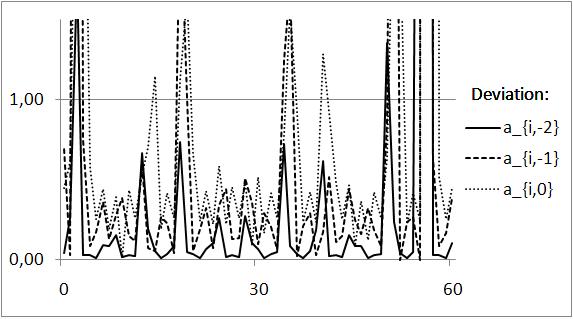 Deviation:
1,00
a_{i,-2}
a_{i,-1}
a_{i,0}
0,00
0
30
60